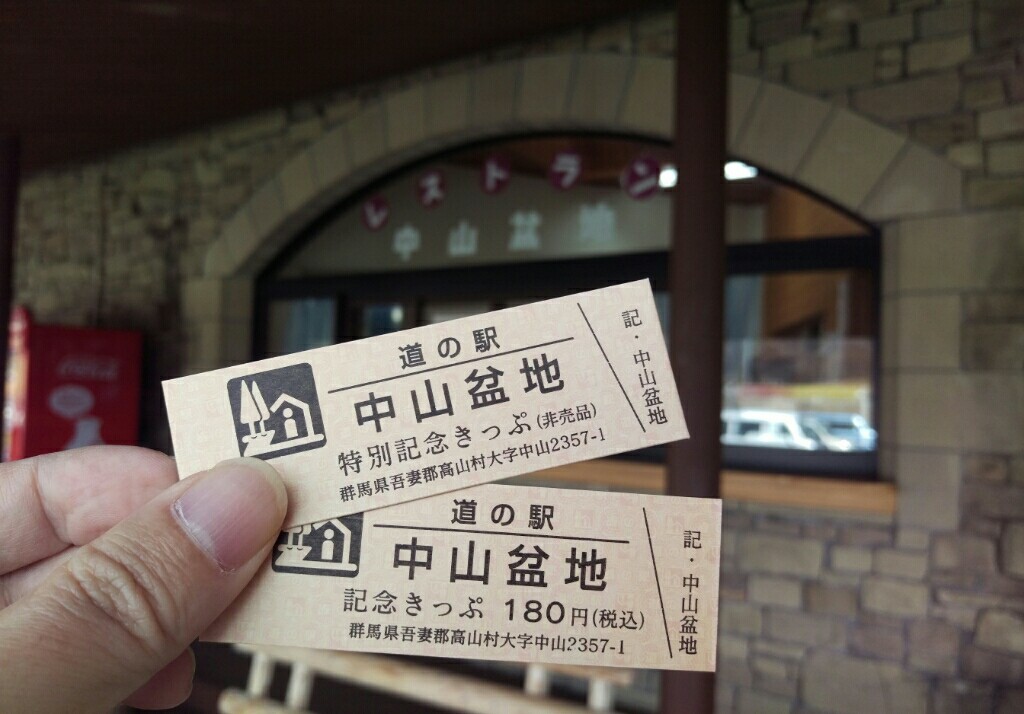 レストラン
中山盆地
道の駅
中山盆地
特別記念きっぷ(非売品)
群馬県吾妻郡高山村大字中山2357-1
記・中山盆地
道の駅
中山盆地
記念きっぷ 180円(税込)
群馬県吾妻郡高山村大字中山2357-1
記・中山盆地